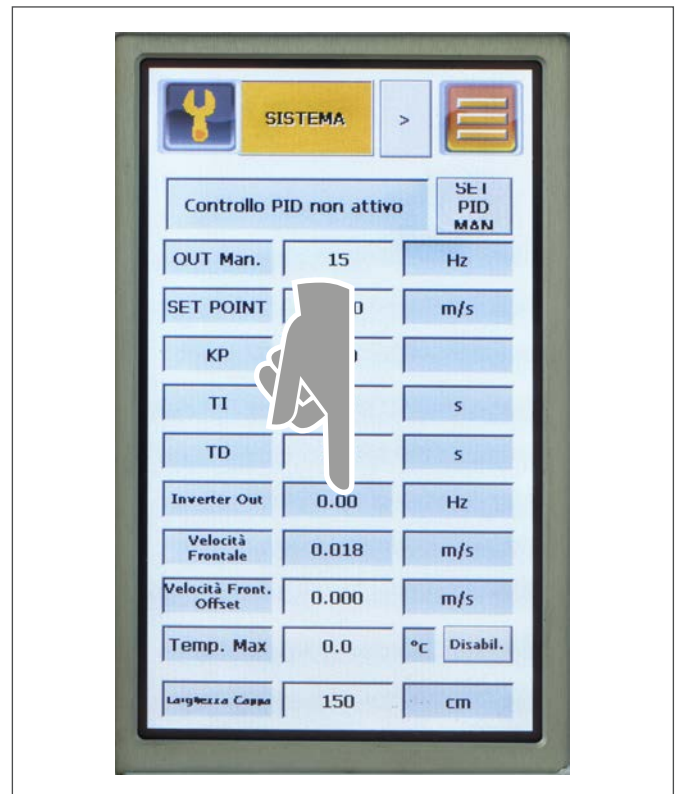 SISTEMA >
Controllo PID non attivo
SET
PID
MAN
OUT Man. 15 Hz
SET POINT m/s
KP
TI s
TD s
Inverter Out 0.00 Hz
Velocità
Frontale 0.018 m/s
Velocità Front.
Offset 0.000 m/s
Temp. Max 0.0 °C Disabil.
Larghezza Cappa 150 cm